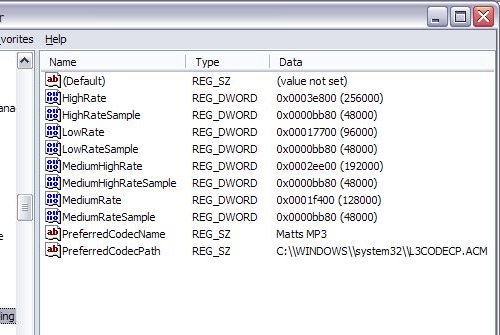 r
vorites Help
Name Type Data
(Default) REG_SZ (value not set)
HighRate REG_DWORD 0x0003e800 (256000)
HighRateSample REG_DWORD 0x0000bb80 (48000)
LowRate REG_DWORD 0x00017700 (96000)
LowRateSample REG_DWORD 0x0000bb80 (48000)
MediumHighRate REG_DWORD 0x0002ee00 (192000)
MediumHighRateSample REG_DWORD 0x0000bb80 (48000)
MediumRate REG_DWORD 0x0001f400 (128000)
MediumRateSample REG_DWORD 0x0000bb80 (48000)
PreferredCodecName REG_SZ Matts MP3
PreferredCodecPath REG_SZ C:\\WINDOWS\\system32\\L3CODECP.ACM
ana
e
ing